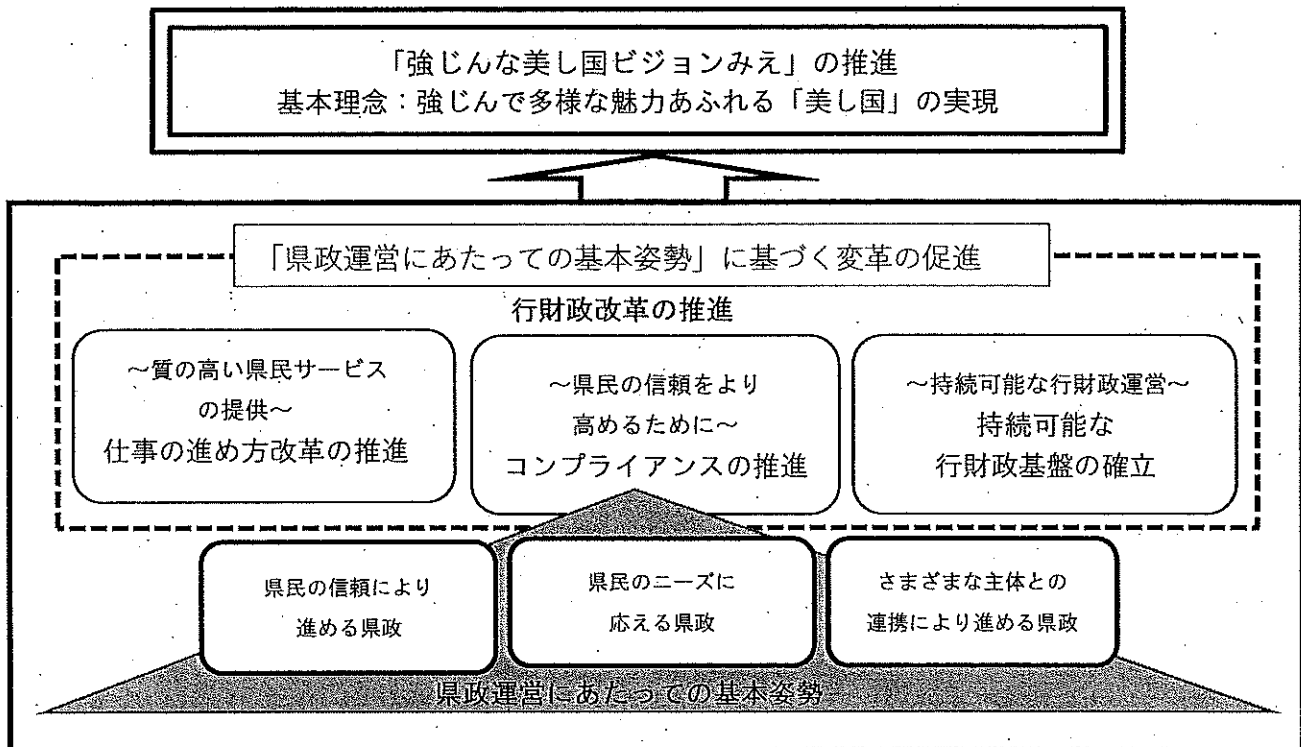 「強じんな美し国ビジョンみえ」の推進
基本理念：強じんで多様な魅力あふれる「美し国」の実現
「県政運営にあたっての基本姿勢」に基づく変革の促進
行財政改革の推進
～質の高い県民サービス
の提供～
仕事の進め方改革の推進
～県民の信頼をより
高めるために～
コンプライアンスの推進
～持続可能な行財政運営～
持続可能な
行財政基盤の確立
県民の信頼により
進める県政
県民のニーズに
応える県政
さまざまな主体との
連携により進める県政
県政運営にあたっての基本姿勢